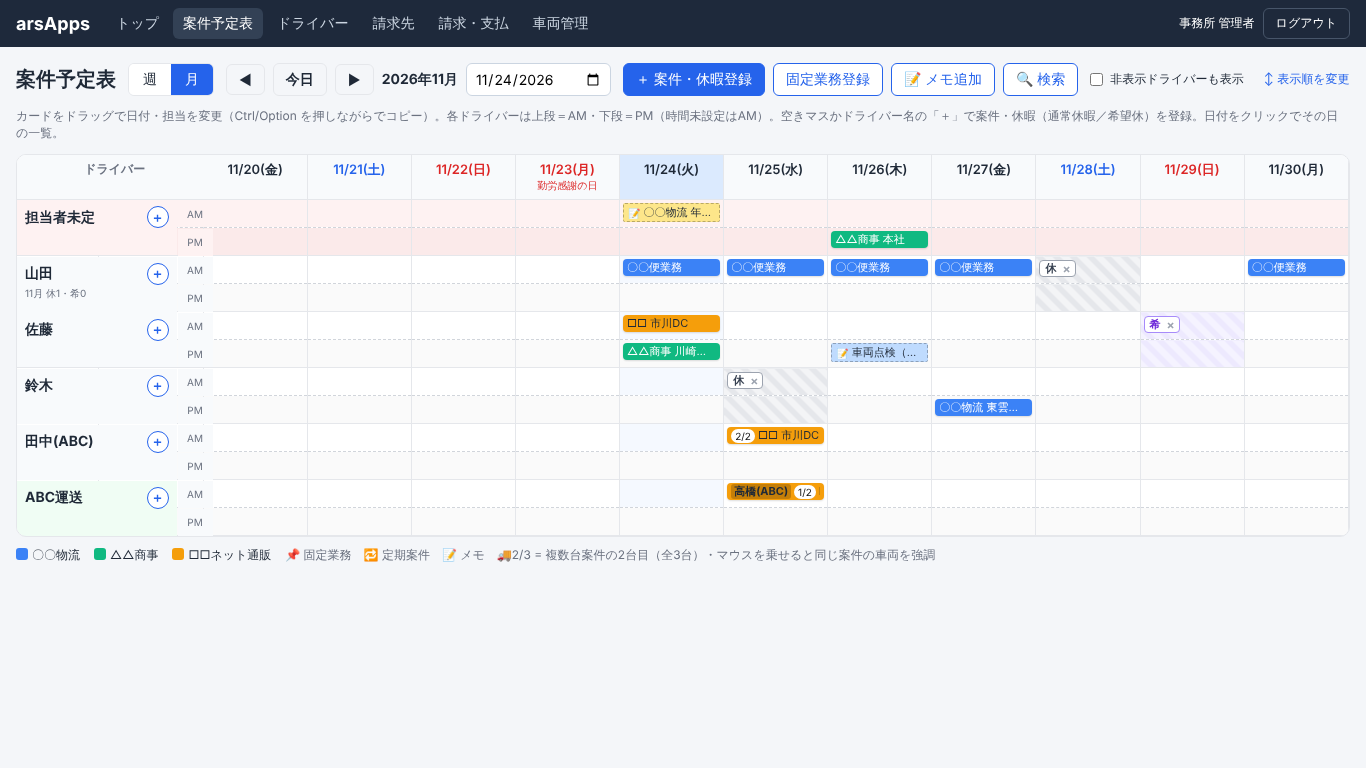 arsApps トップ 案件予定表 ドライバー 請求先 請求・支払 車両管理 事務所 管理者 ログアウト
案件予定表 週 月 ◀ 今日 ▶ 2026年11月 11/24/2026 ＋ 案件・休暇登録 固定業務登録 📝 メモ追加 🔍 検索 非表示ドライバーも表示 ↕ 表示順を変更
カードをドラッグで日付・担当を変更（Ctrl/Option を押しながらでコピー）。各ドライバーは上段＝AM・下段＝PM（時間未設定はAM）。空きマスかドライバー名の「＋」で案件・休暇（通常休暇／希望休）を登録。日付をクリックでその日
の一覧。
ドライバー 11/20(金) 11/21(土) 11/22(日) 11/23(月) 11/24(火) 11/25(水) 11/26(木) 11/27(金) 11/28(土) 11/29(日) 11/30(月)
勤労感謝の日
担当者未定 + AM 📝 〇〇物流 年…
PM △△商事 本社
山田 + AM 〇〇便業務 〇〇便業務 〇〇便業務 〇〇便業務 休 × 〇〇便業務
11月 休1・希0 PM
佐藤 + AM □□ 市川DC 希 ×
PM △△商事 川崎… 📝 車両点検（…
鈴木 + AM 休 ×
PM 〇〇物流 東雲…
田中(ABC) + AM 2/2 □□ 市川DC
PM
ABC運送 + AM 高橋(ABC) 1/2
PM
〇〇物流 △△商事 □□ネット通販 📌 固定業務 🔁 定期案件 📝 メモ 🚚2/3 = 複数台案件の2台目（全3台）・マウスを乗せると同じ案件の車両を強調